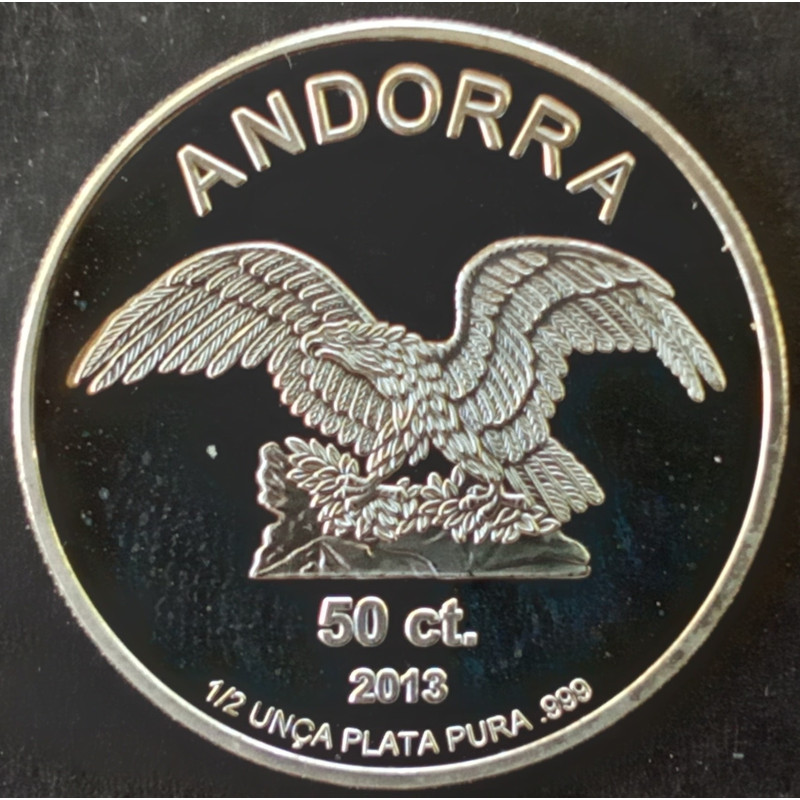 ANDORRA
50 ct.
2013
1/2 UNÇA PLATA PURA .999